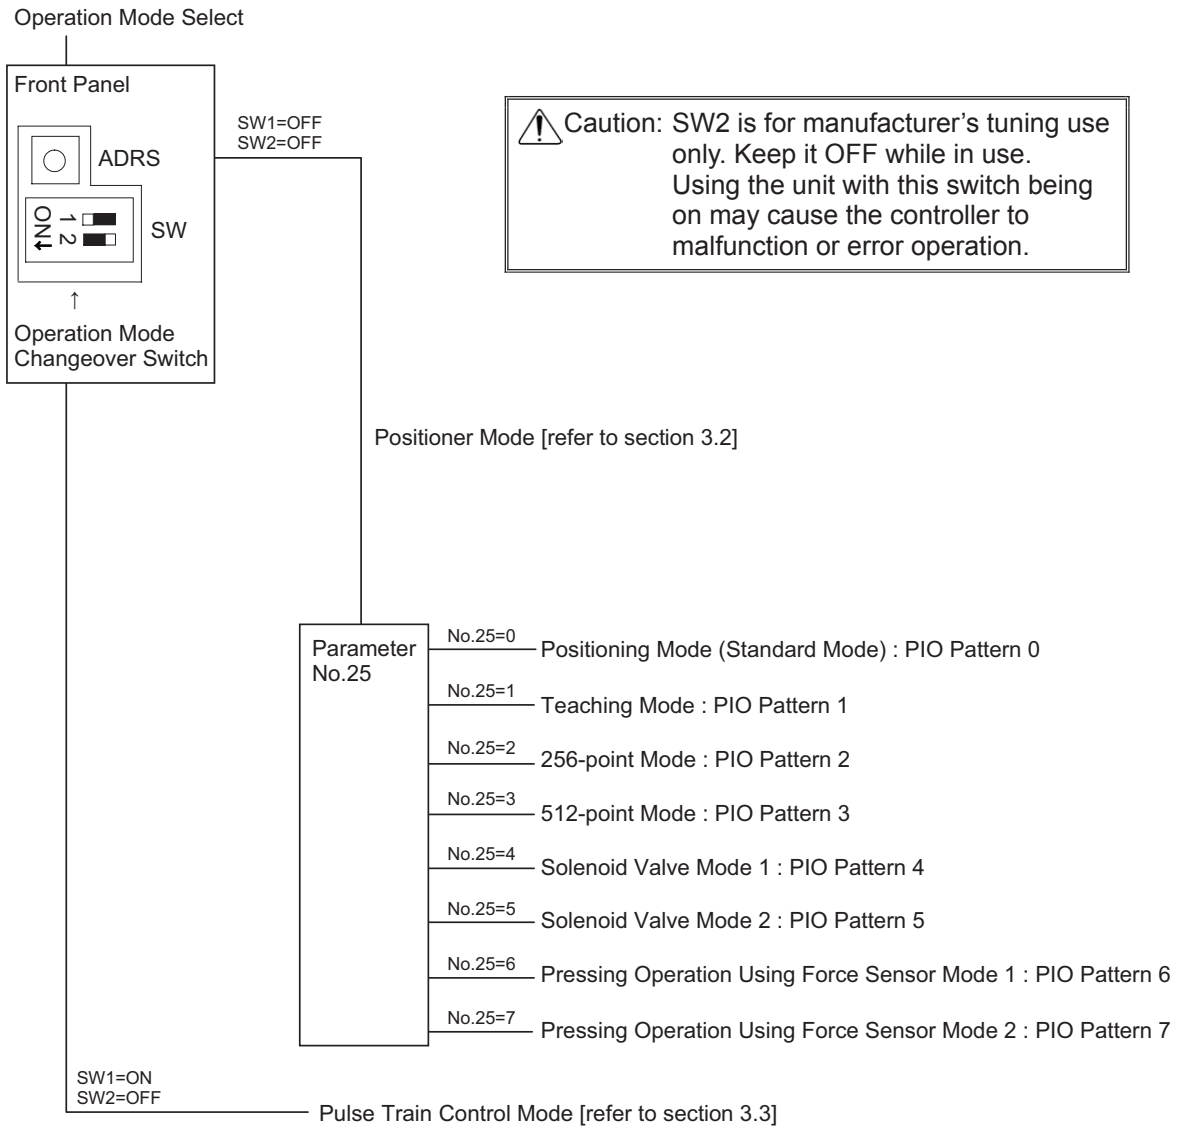 Operation Mode Select
Front Panel
ADRS
ON
1
2
SW
↑
Operation Mode
Changeover Switch
SW1=OFF
SW2=OFF
Caution: SW2 is for manufacturer's tuning use
only. Keep it OFF while in use.
Using the unit with this switch being
on may cause the controller to
malfunction or error operation.
Positioner Mode [refer to section 3.2]
Parameter
No.25
No.25=0
Positioning Mode (Standard Mode) : PIO Pattern 0
No.25=1
Teaching Mode : PIO Pattern 1
No.25=2
256-point Mode : PIO Pattern 2
No.25=3
512-point Mode : PIO Pattern 3
No.25=4
Solenoid Valve Mode 1 : PIO Pattern 4
No.25=5
Solenoid Valve Mode 2 : PIO Pattern 5
No.25=6
Pressing Operation Using Force Sensor Mode 1 : PIO Pattern 6
No.25=7
Pressing Operation Using Force Sensor Mode 2 : PIO Pattern 7
SW1=ON
SW2=OFF
Pulse Train Control Mode [refer to section 3.3]